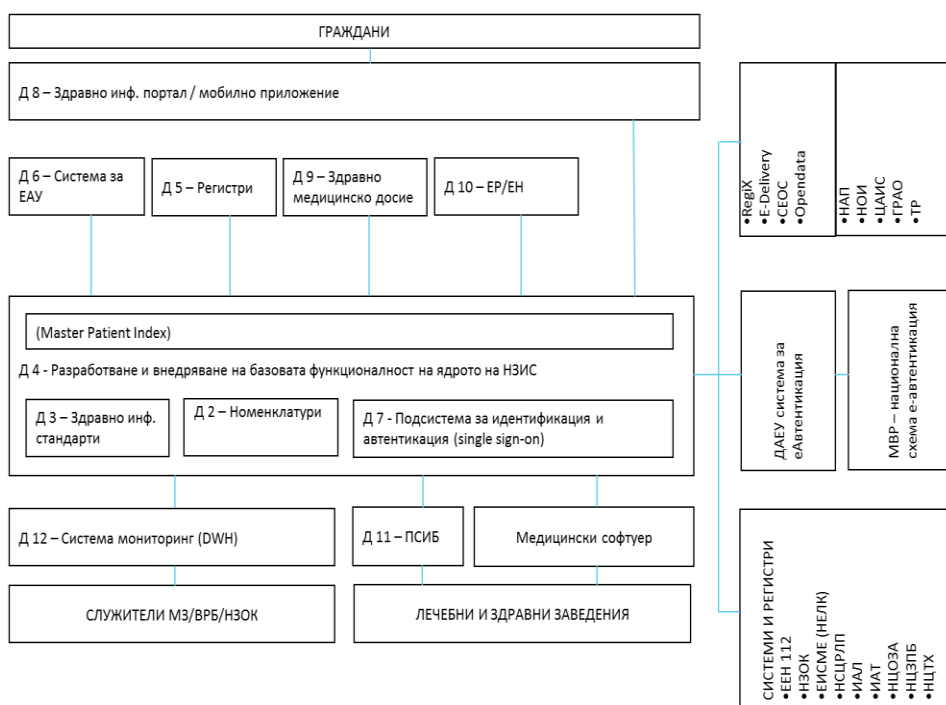 ГРАЖДАНИ
Д 8 – Здравно инф. портал / мобилно приложение
Д 6 – Система за
ЕАУ
Д 5 – Регистри
Д 9 – Здравно
медицинско досие
Д 10 – ЕР/ЕН
(Master Patient Index)
Д 4 - Разработване и внедряване на базовата функционалност на ядрото на НЗИС
Д 3 – Здравно инф.
стандарти
Д 2 – Номенклатури
Д 7 - Подсистема за идентификация и
автентикация (single sign-on)
Д 12 – Система мониторинг (DWH)
Д 11 – ПСИБ
Медицински софтуер
СЛУЖИТЕЛИ МЗ/ВРБ/НЗОК
ЛЕЧЕБНИ И ЗДРАВНИ ЗАВЕДЕНИЯ
•RegiX
•E-Delivery
•СЕОС
•Opendata
•НАП
•НОИ
•ЦАИС
•ГРАО
•ТР
ДАЕУ система за
еАвтентикация
МВР – национална
схема е-автентикация
СИСТЕМИ И РЕГИСТРИ
•ЕЕН 112
•НЗОК
•ЕИСМЕ (НЕЛК)
•НСЦРЛП
•ИАЛ
•ИАТ
•НЦОЗА
•НЦЗПБ
•НЦТХ